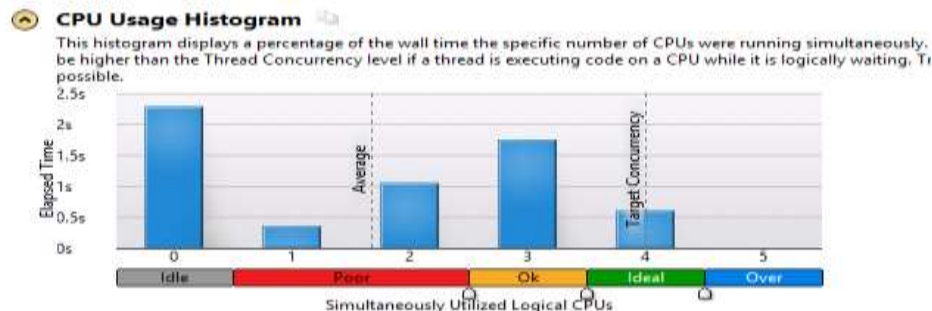 CPU Usage Histogram
This histogram displays a percentage of the wall time the specific number of CPUs were running simultaneously.
be higher than the Thread Concurrency level if a thread is executing code on a CPU while it is logically waiting. Tr
possible.
2.5s
2s
1.5s
1s
0.5s
0s
Elapsed Time
Average
Target Concurrency
0 1 2 3 4 5
Idle Poor Ok Ideal Over
Simultaneously Utilized Logical CPUs